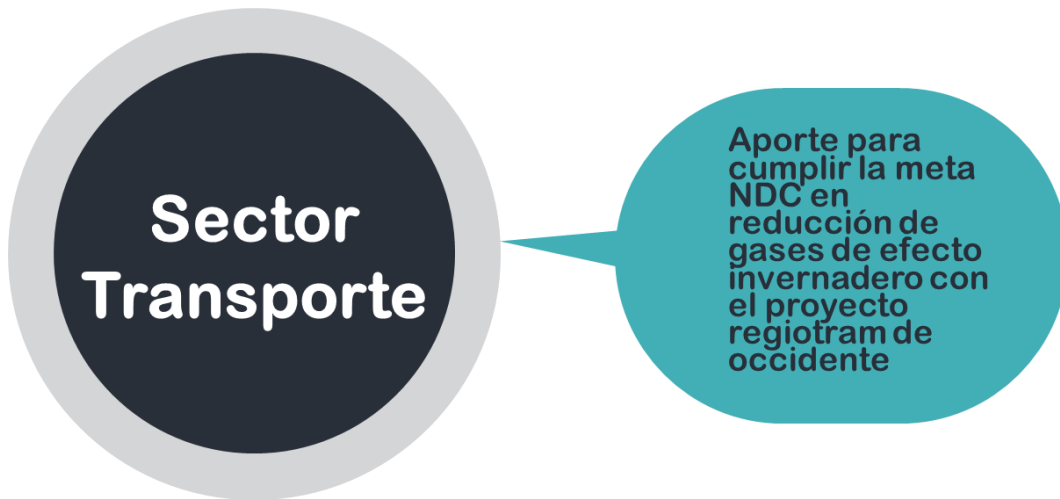 Sector
Transporte
Aporte para
cumplir la meta
NDC en
reducción de
gases de efecto
invernadero con
el proyecto
regiotram de
occidente